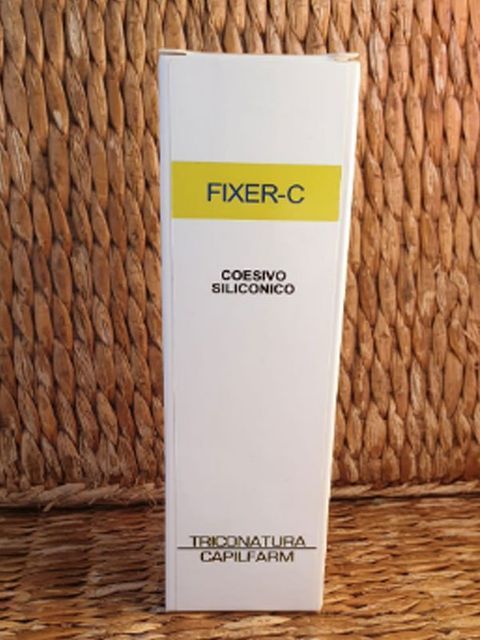 FIXER-C
COESIVO
SILICONICO
TRICONATURA
CAPILFARM